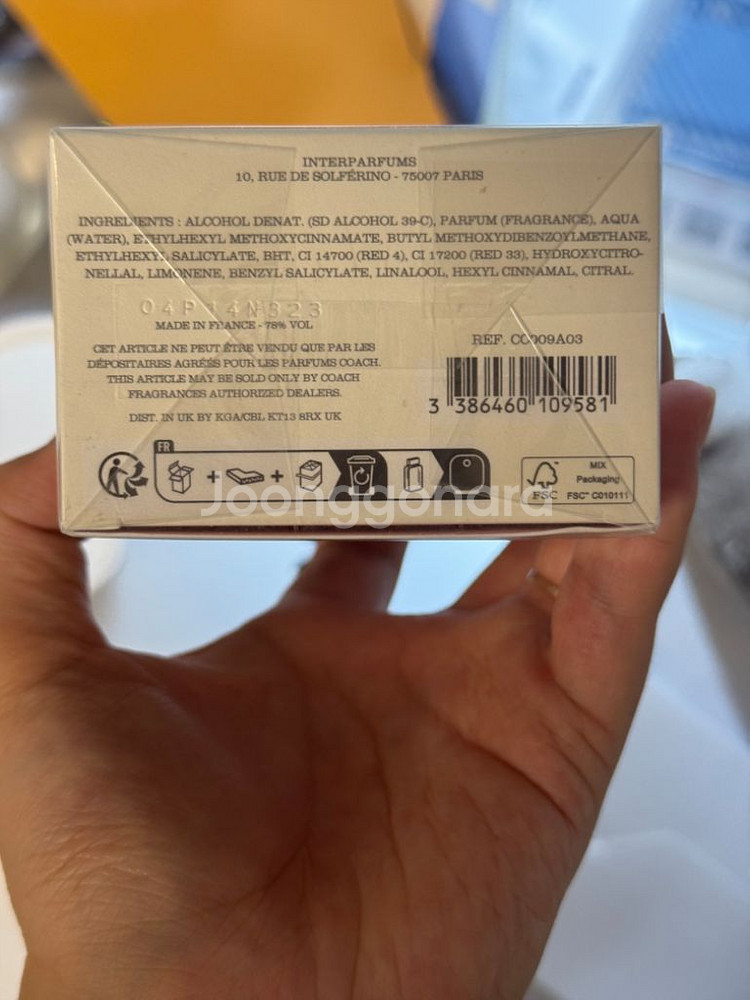 INTERPARFUMS
10, RUE DE SOLFÉRINO - 75007 PARIS
INGREDIENTS : ALCOHOL DENAT. (SD ALCOHOL 39-C), PARFUM (FRAGRANCE), AQUA
(WATER), ETHYLHEXYL METHOXYCINNAMATE, BUTYL METHOXYDIBENZOYLMETHANE,
ETHYLHEXYL SALICYLATE, BHT, CI 14700 (RED 4), CI 17200 (RED 33), HYDROXYCITRO-
NELLAL, LIMONENE, BENZYL SALICYLATE, LINALOOL, HEXYL CINNAMAL, CITRAL.
04P14N323
MADE IN FRANCE - 78% VOL
CET ARTICLE NE PEUT ÊTRE VENDU QUE PAR LES
DÉPOSITAIRES AGRÉÉS POUR LES PARFUMS COACH.
THIS ARTICLE MAY BE SOLD ONLY BY COACH
FRAGRANCES AUTHORIZED DEALERS.
DIST. IN UK BY KGA/CBL KT13 8RX UK
REF. CC009A03
3 386460 109581
FR
+ +
MIX
Packaging
FSC FSC® C010111
Joonggonara